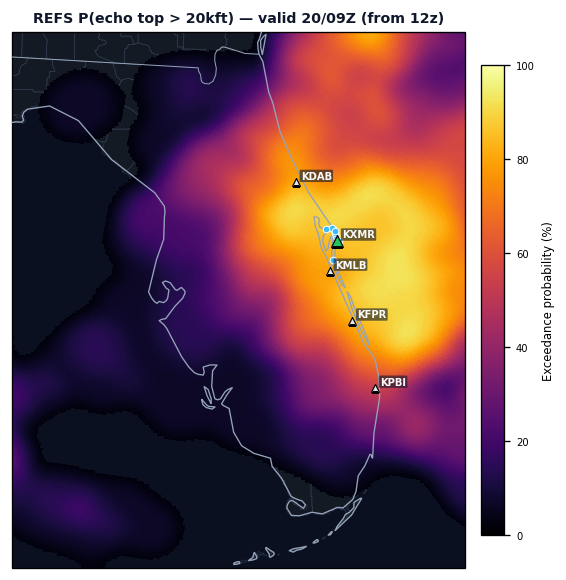 REFS P(echo top > 20kft) — valid 20/09Z (from 12z)
KDAB
KXMR
KMLB
KFPR
KPBI
100
80
60
40
20
0
Exceedance probability (%)